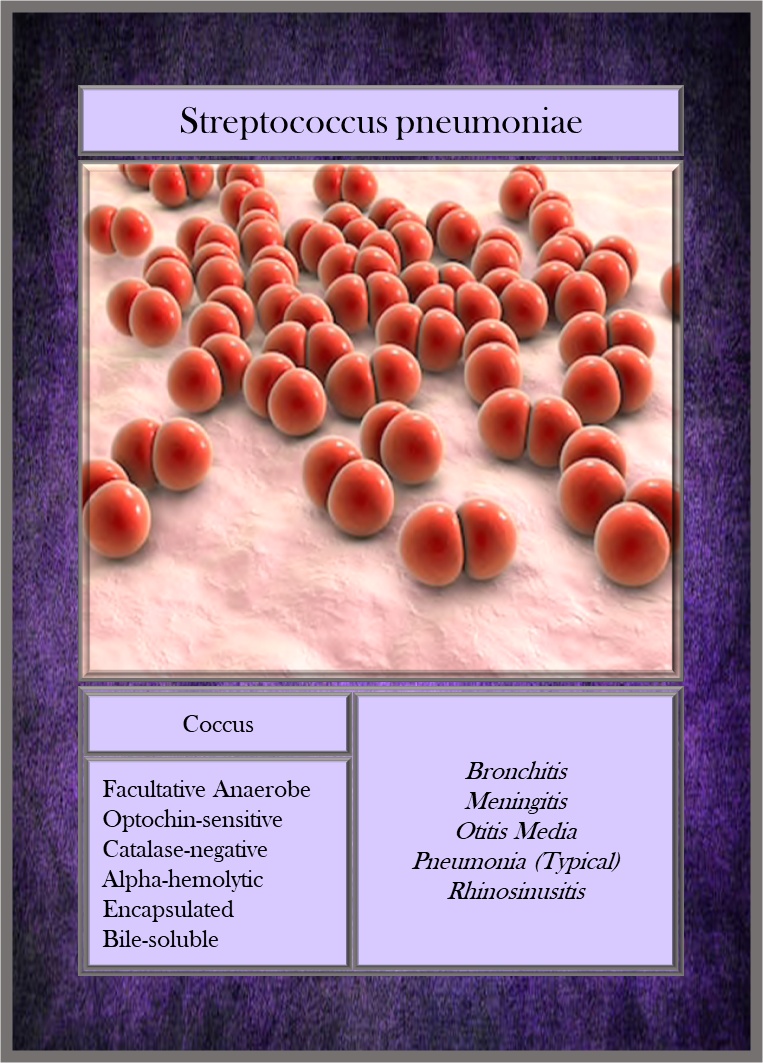 Streptococcus pneumoniae
Coccus
Facultative Anaerobe
Optochin-sensitive
Catalase-negative
Alpha-hemolytic
Encapsulated
Bile-soluble
Bronchitis
Meningitis
Otitis Media
Pneumonia (Typical)
Rhinosinusitis